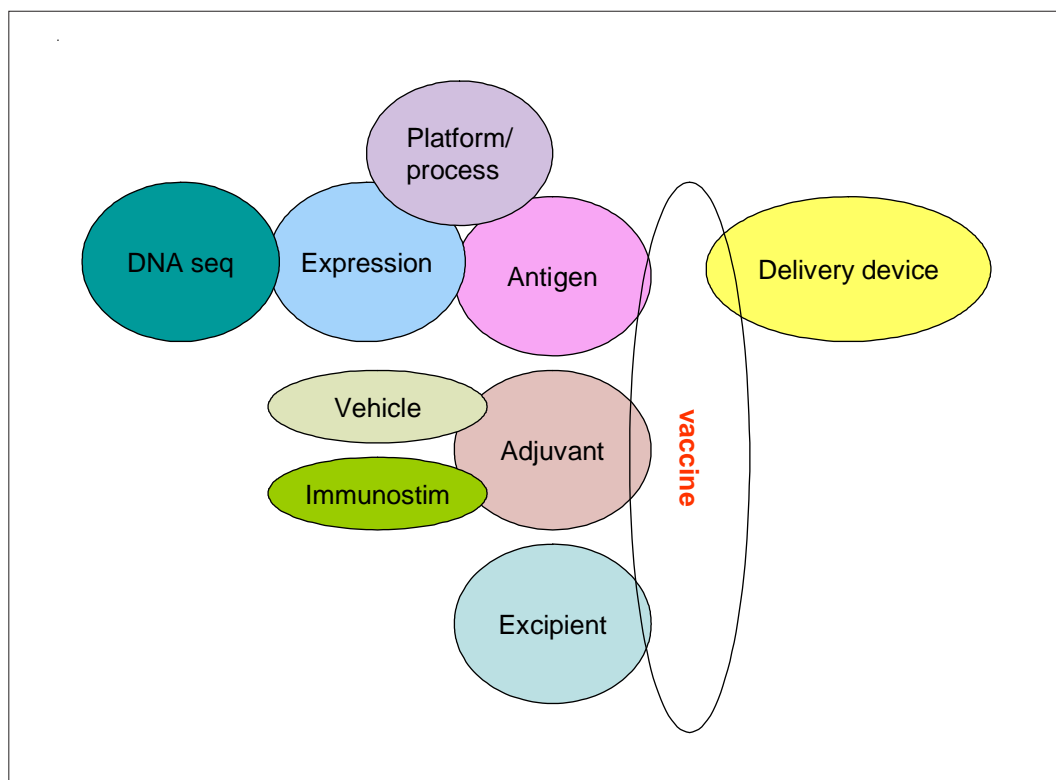 Platform/
process
DNA seq
Expression
Antigen
Delivery device
Vehicle
Adjuvant
Immunostim
vaccine
Excipient